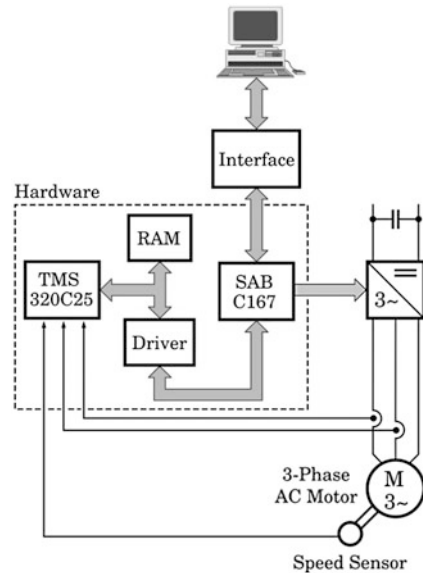 Interface
Hardware
RAM
TMS
320C25
SAB
C167
3~
Driver
3-Phase
AC Motor
M
3~
Speed Sensor